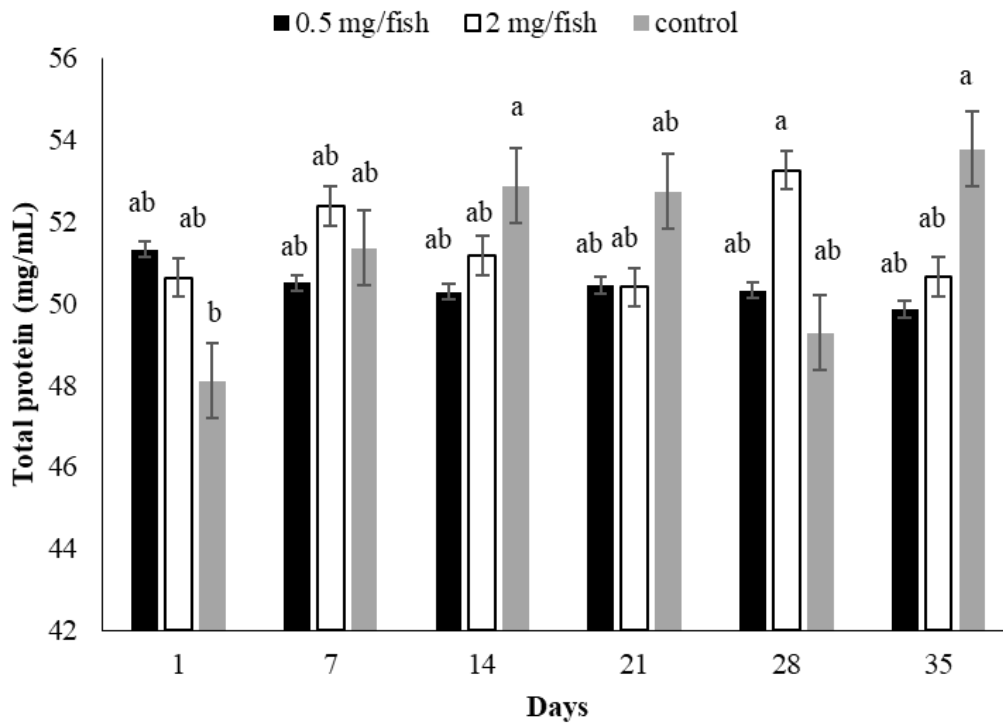 0.5 mg/fish 2 mg/fish control
Total protein (mg/mL)
56
54
52
50
48
46
44
42
ab ab b
ab ab ab
ab ab a
ab ab ab
ab a ab
ab ab a
1 7 14 21 28 35
Days